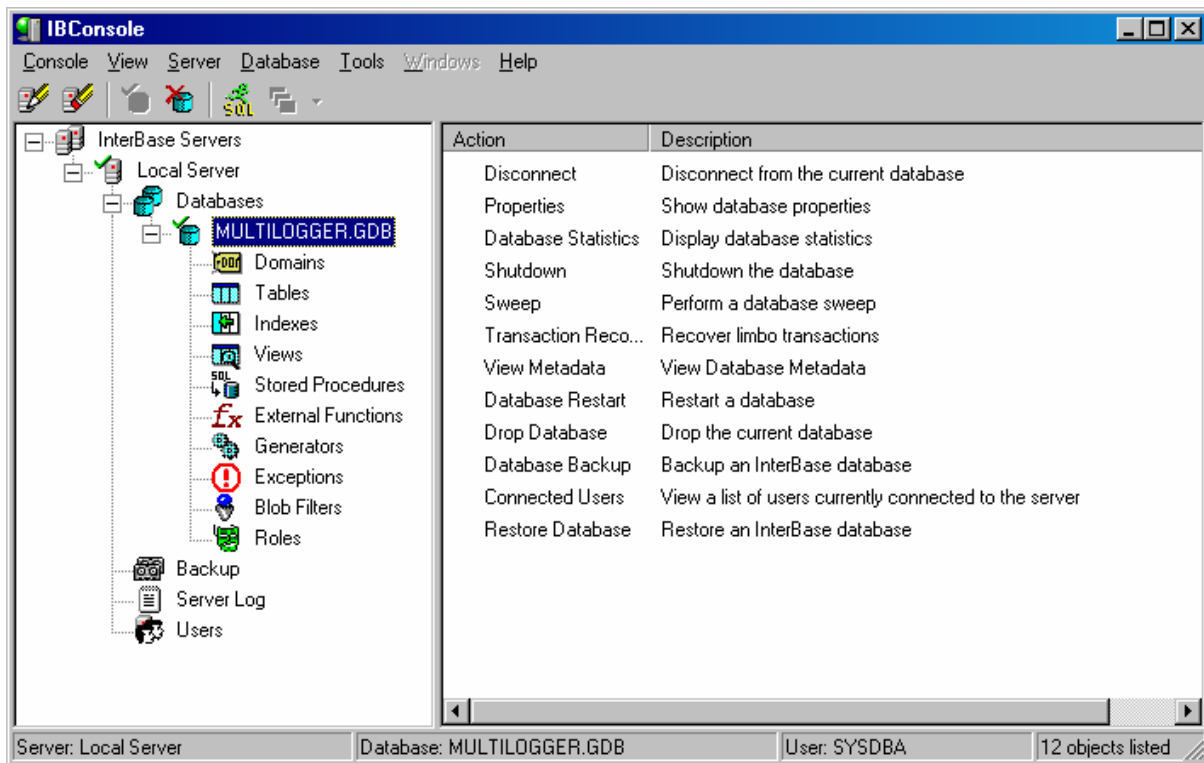 IBConsole
Console View Server Database Tools Windows Help
SQL
InterBase Servers
Local Server
Databases
MULTILOGGER.GDB
Domains
Tables
Indexes
Views
SQL
Stored Procedures
fx
External Functions
Generators
Exceptions
Blob Filters
Roles
Backup
Server Log
Users
Action Description
Disconnect Disconnect from the current database
Properties Show database properties
Database Statistics Display database statistics
Shutdown Shutdown the database
Sweep Perform a database sweep
Transaction Reco... Recover limbo transactions
View Metadata View Database Metadata
Database Restart Restart a database
Drop Database Drop the current database
Database Backup Backup an InterBase database
Connected Users View a list of users currently connected to the server
Restore Database Restore an InterBase database
Server: Local Server Database: MULTILOGGER.GDB User: SYSDBA 12 objects listed